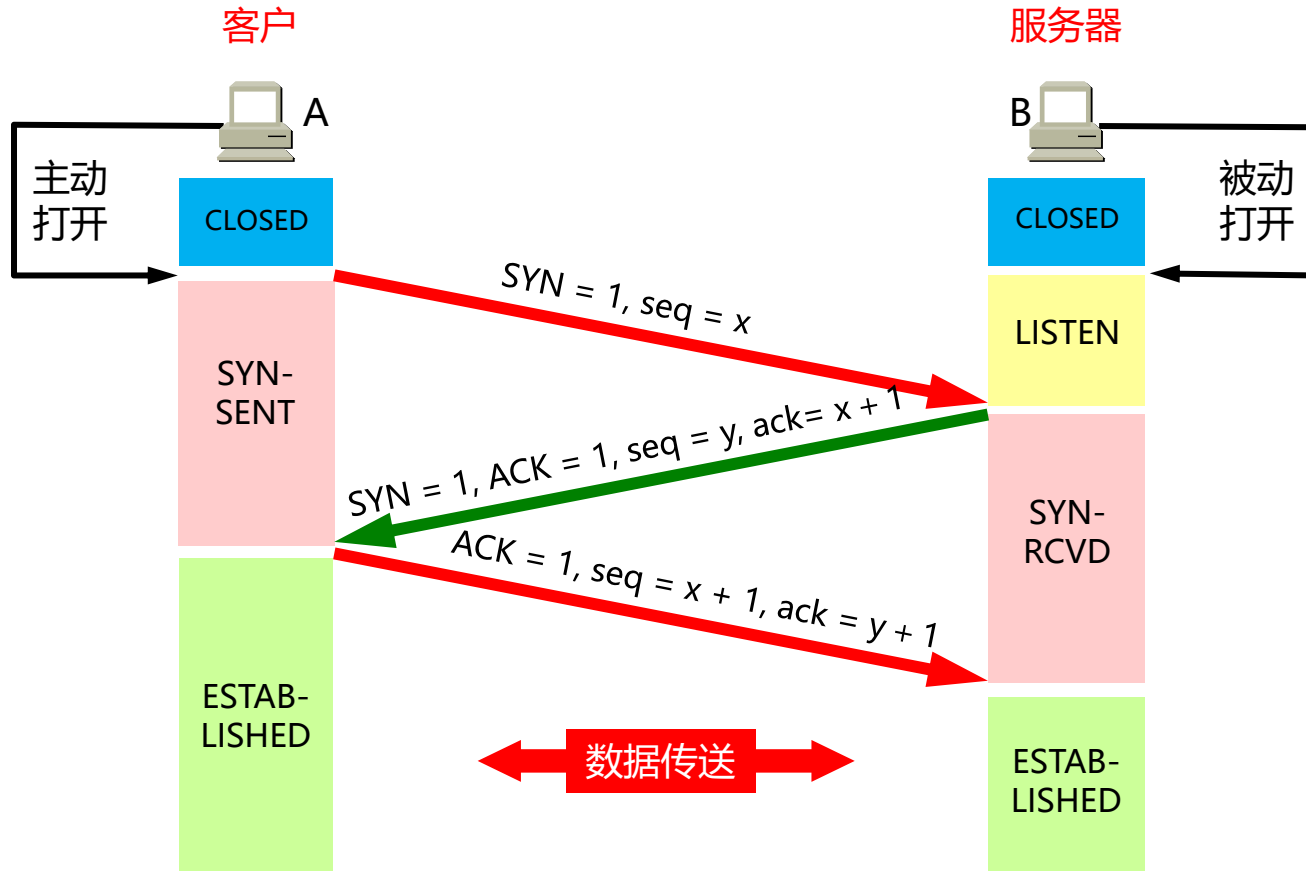 客户
服务器
A
B
主动
打开
被动
打开
CLOSED
CLOSED
SYN = 1, seq = x
LISTEN
SYN-
SENT
SYN = 1, ACK = 1, seq = y, ack= x + 1
SYN-
RCVD
ACK = 1, seq = x + 1, ack = y + 1
ESTAB-
LISHED
数据传送
ESTAB-
LISHED